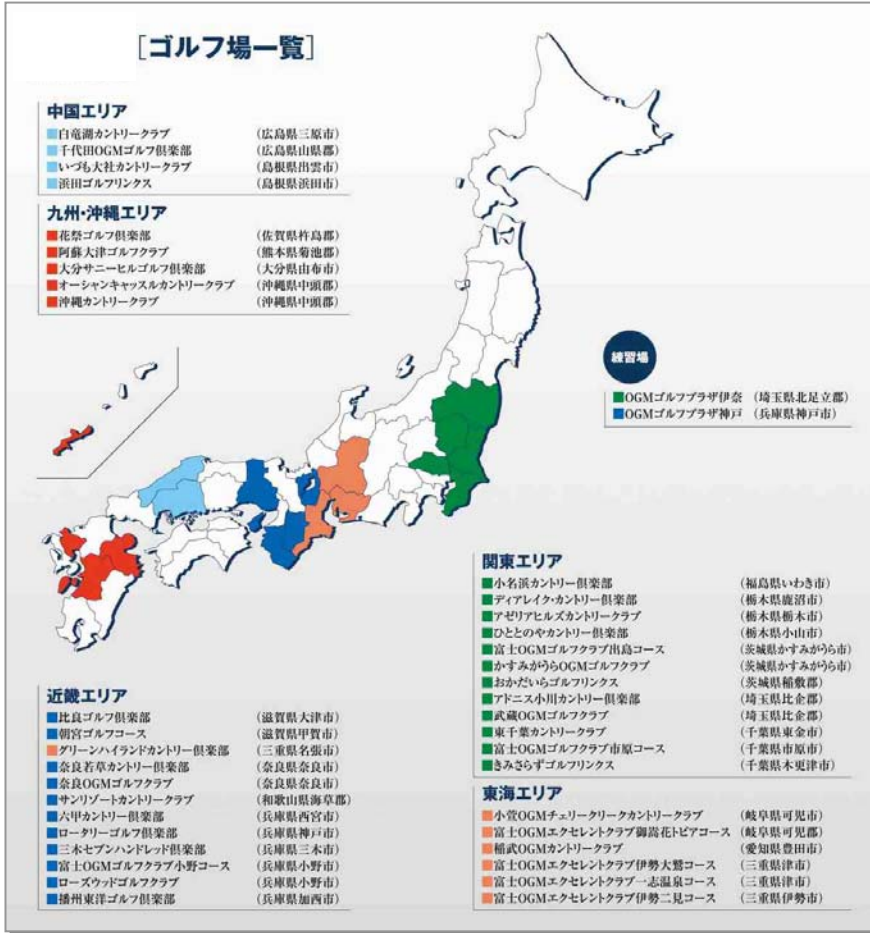 [ゴルフ場一覧]
中国エリア
白竜湖カントリークラブ （広島県三原市）
千代田OGMゴルフ倶楽部 （広島県山県郡）
いづも大社カントリークラブ （島根県出雲市）
浜田ゴルフリンクス （島根県浜田市）
九州・沖縄エリア
花祭ゴルフ倶楽部 （佐賀県杵島郡）
阿蘇大津ゴルフクラブ （熊本県菊池郡）
大分サニーヒルゴルフ倶楽部 （大分県由布市）
オーシャンキャッスルカントリークラブ （沖縄県中頭郡）
沖縄カントリークラブ （沖縄県中頭郡）
練習場
OGMゴルフプラザ伊奈 （埼玉県北足立郡）
OGMゴルフプラザ神戸 （兵庫県神戸市）
関東エリア
小名浜カントリー倶楽部 （福島県いわき市）
ディアレイク・カントリー倶楽部 （栃木県鹿沼市）
アゼリアヒルズカントリークラブ （栃木県栃木市）
ひととのやカントリー倶楽部 （栃木県小山市）
富士OGMゴルフクラブ出島コース （茨城県かすみがうら市）
かすみがうらOGMゴルフクラブ （茨城県かすみがうら市）
おかだいらゴルフリンクス （茨城県稲敷郡）
アドニス小川カントリー倶楽部 （埼玉県比企郡）
武蔵OGMゴルフクラブ （埼玉県比企郡）
東千葉カントリークラブ （千葉県東金市）
富士OGMゴルフクラブ市原コース （千葉県市原市）
きみさらずゴルフリンクス （千葉県木更津市）
近畿エリア
比良ゴルフ倶楽部 （滋賀県大津市）
朝宮ゴルフコース （滋賀県甲賀市）
グリーンハイランドカントリー倶楽部 （三重県名張市）
奈良若草カントリー倶楽部 （奈良県奈良市）
奈良OGMゴルフクラブ （奈良県奈良市）
サンリゾートカントリークラブ （和歌山県海草郡）
六甲カントリー倶楽部 （兵庫県西宮市）
ロータリーゴルフ倶楽部 （兵庫県神戸市）
三木セブンハンドレッド倶楽部 （兵庫県三木市）
富士OGMゴルフクラブ小野コース （兵庫県小野市）
ローズウッドゴルフクラブ （兵庫県小野市）
播州東洋ゴルフ倶楽部 （兵庫県加西市）
東海エリア
小萱OGMチェリークリークカントリークラブ （岐阜県可児市）
富士OGMエクセレントクラブ御嵩花トピアコース （岐阜県可児郡）
稲武OGMカントリークラブ （愛知県豊田市）
富士OGMエクセレントクラブ伊勢大鷲コース （三重県津市）
富士OGMエクセレントクラブ一志温泉コース （三重県津市）
富士OGMエクセレントクラブ伊勢二見コース （三重県伊勢市）